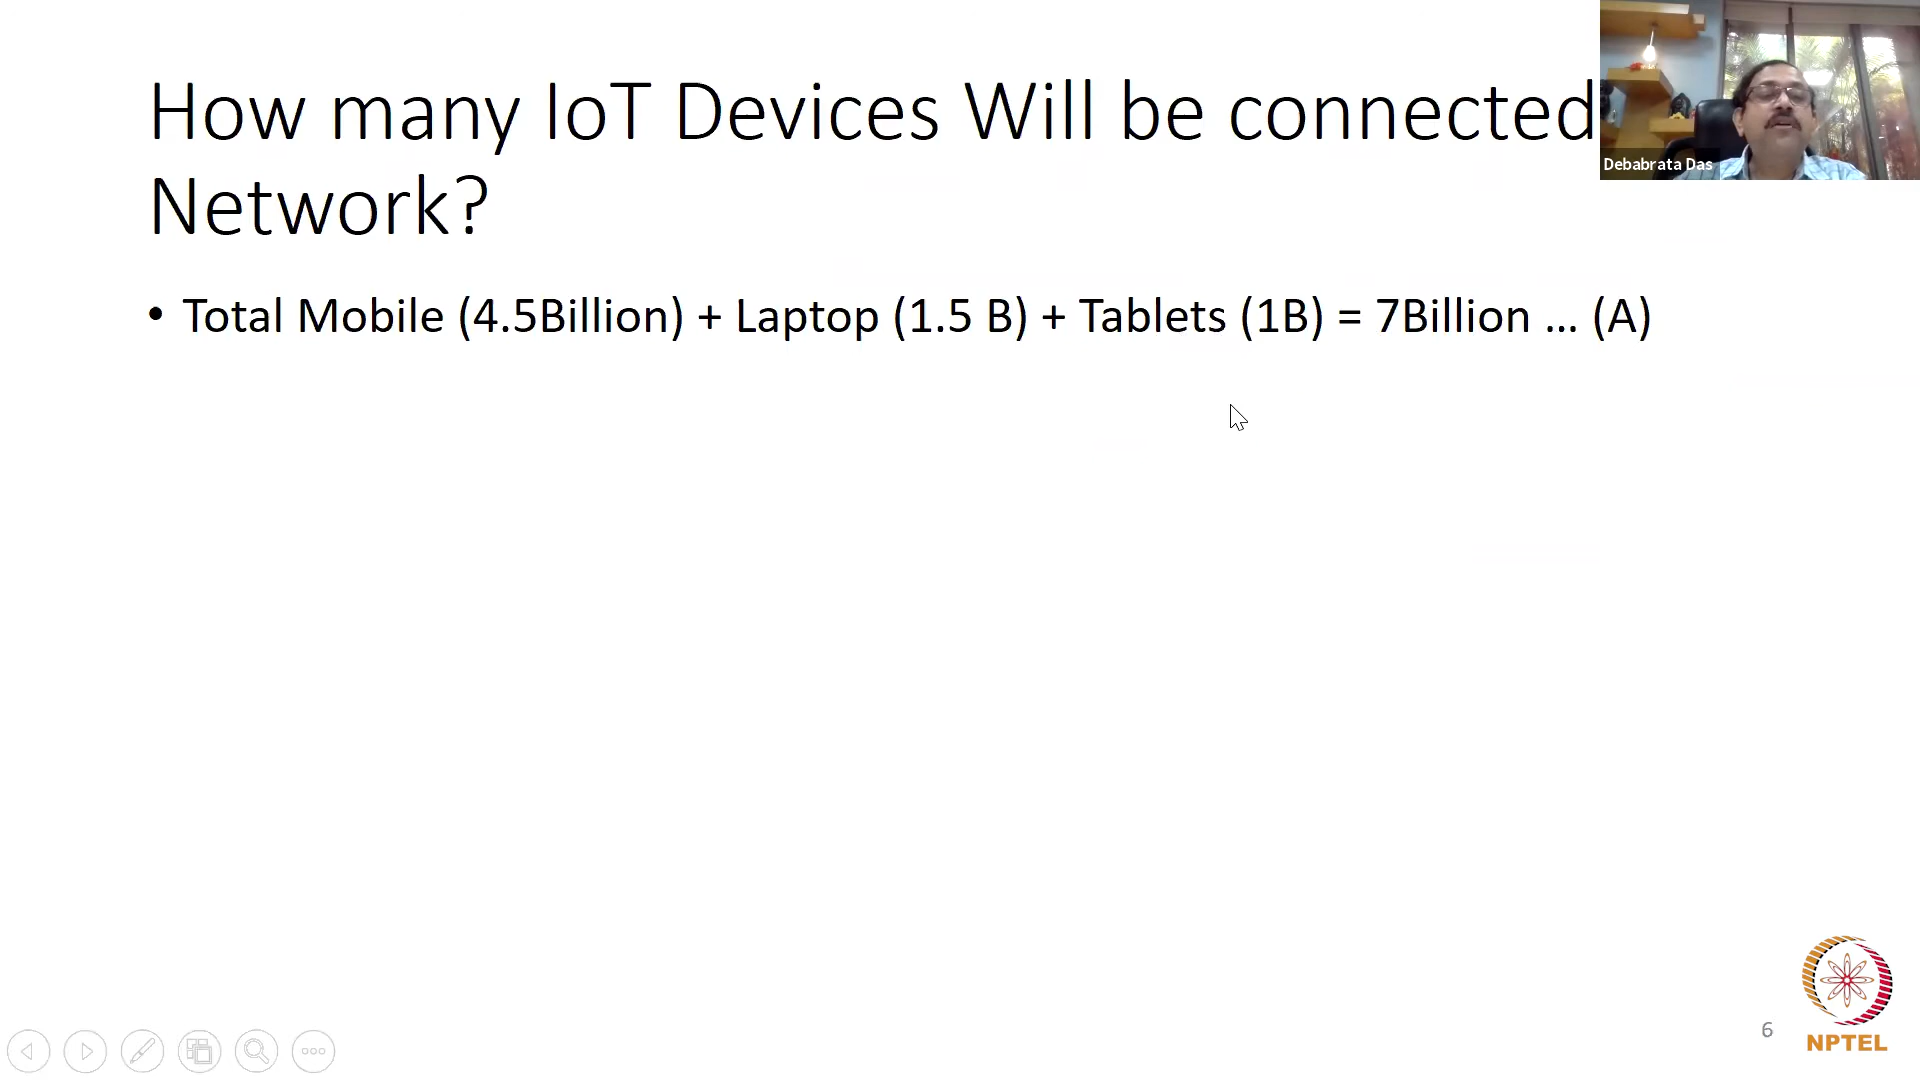 How many IoT Devices Will be connected
Network?
• Total Mobile (4.5Billion) + Laptop (1.5 B) + Tablets (1B) = 7Billion ... (A)
Debabrata Das
6
NPTEL